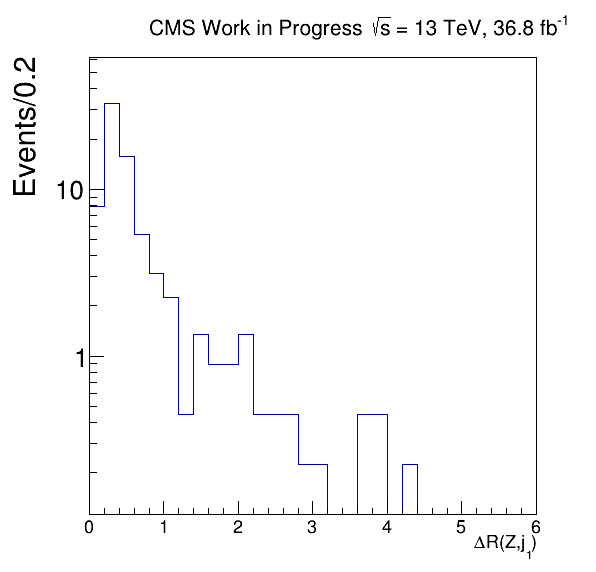 CMS Work in Progress √s = 13 TeV, 36.8 fb⁻¹
Events/0.2
10
1
0 1 2 3 4 5 6
ΔR(Z,j₁)